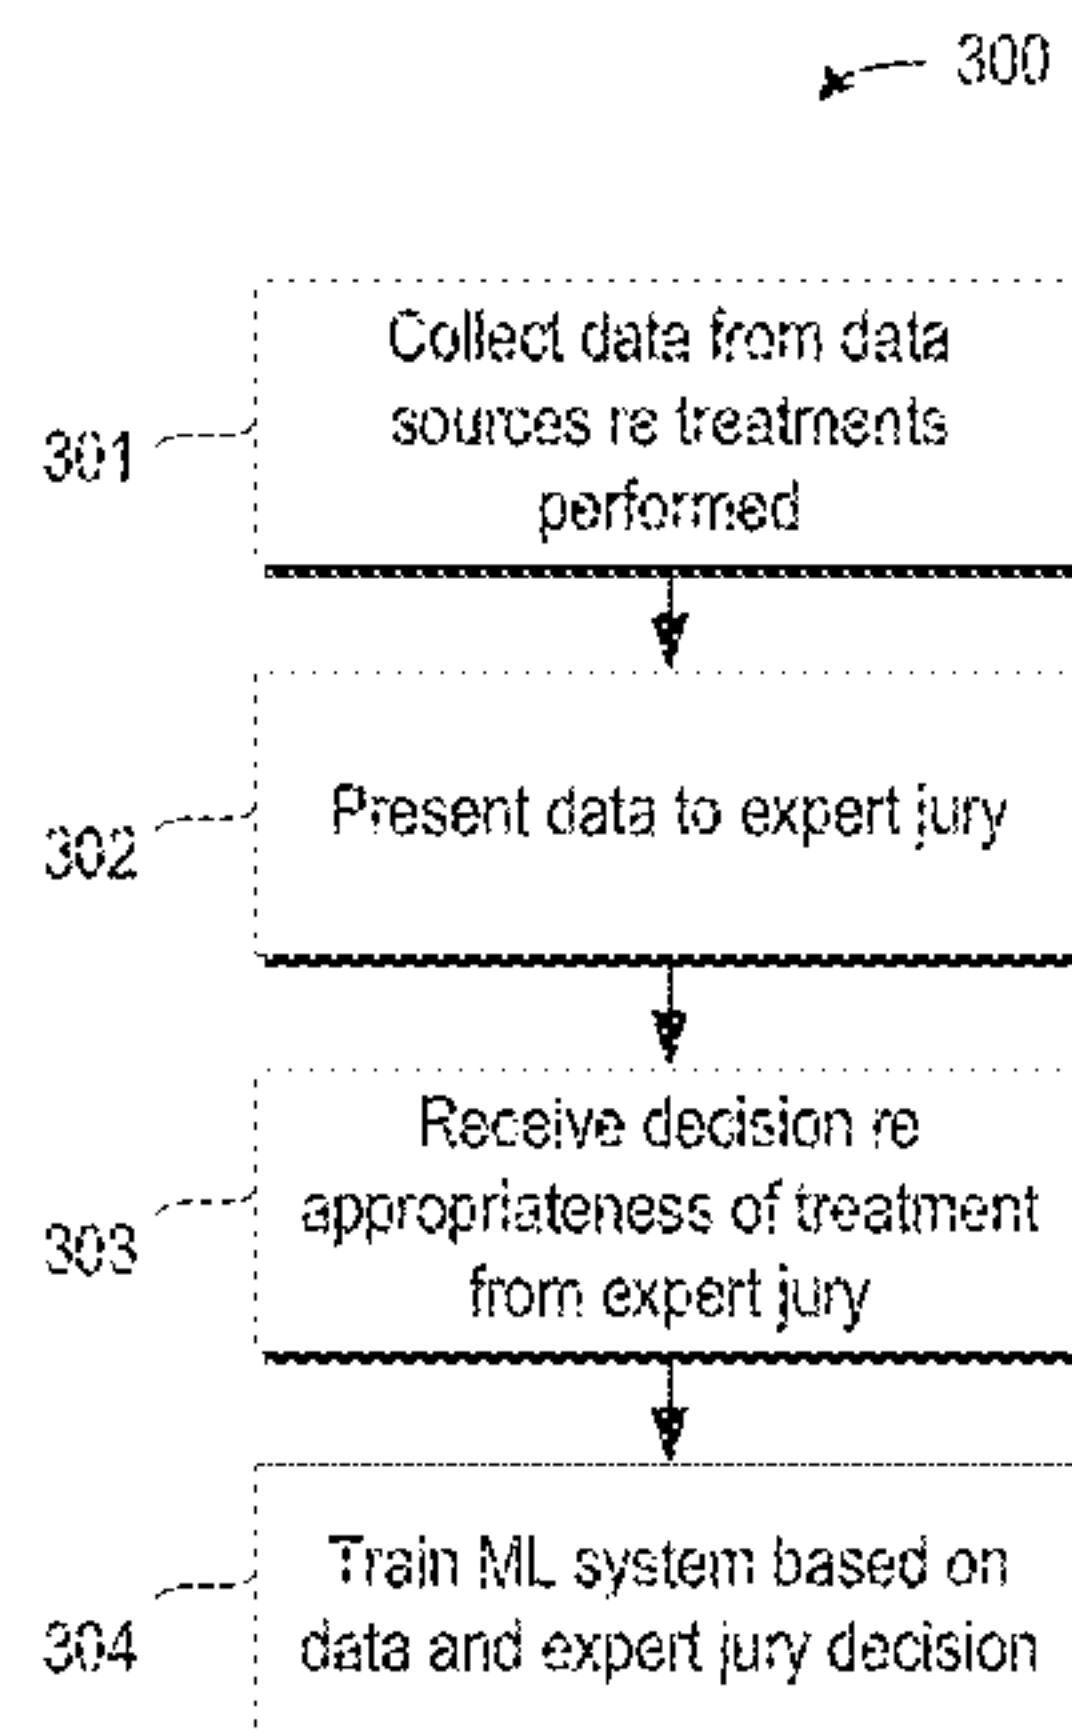 300
Collect data from data
sources re treatments
performed
301
Present data to expert jury
302
Receive decision re
appropriateness of treatment
from expert jury
303
Train ML system based on
data and expert jury decision
304